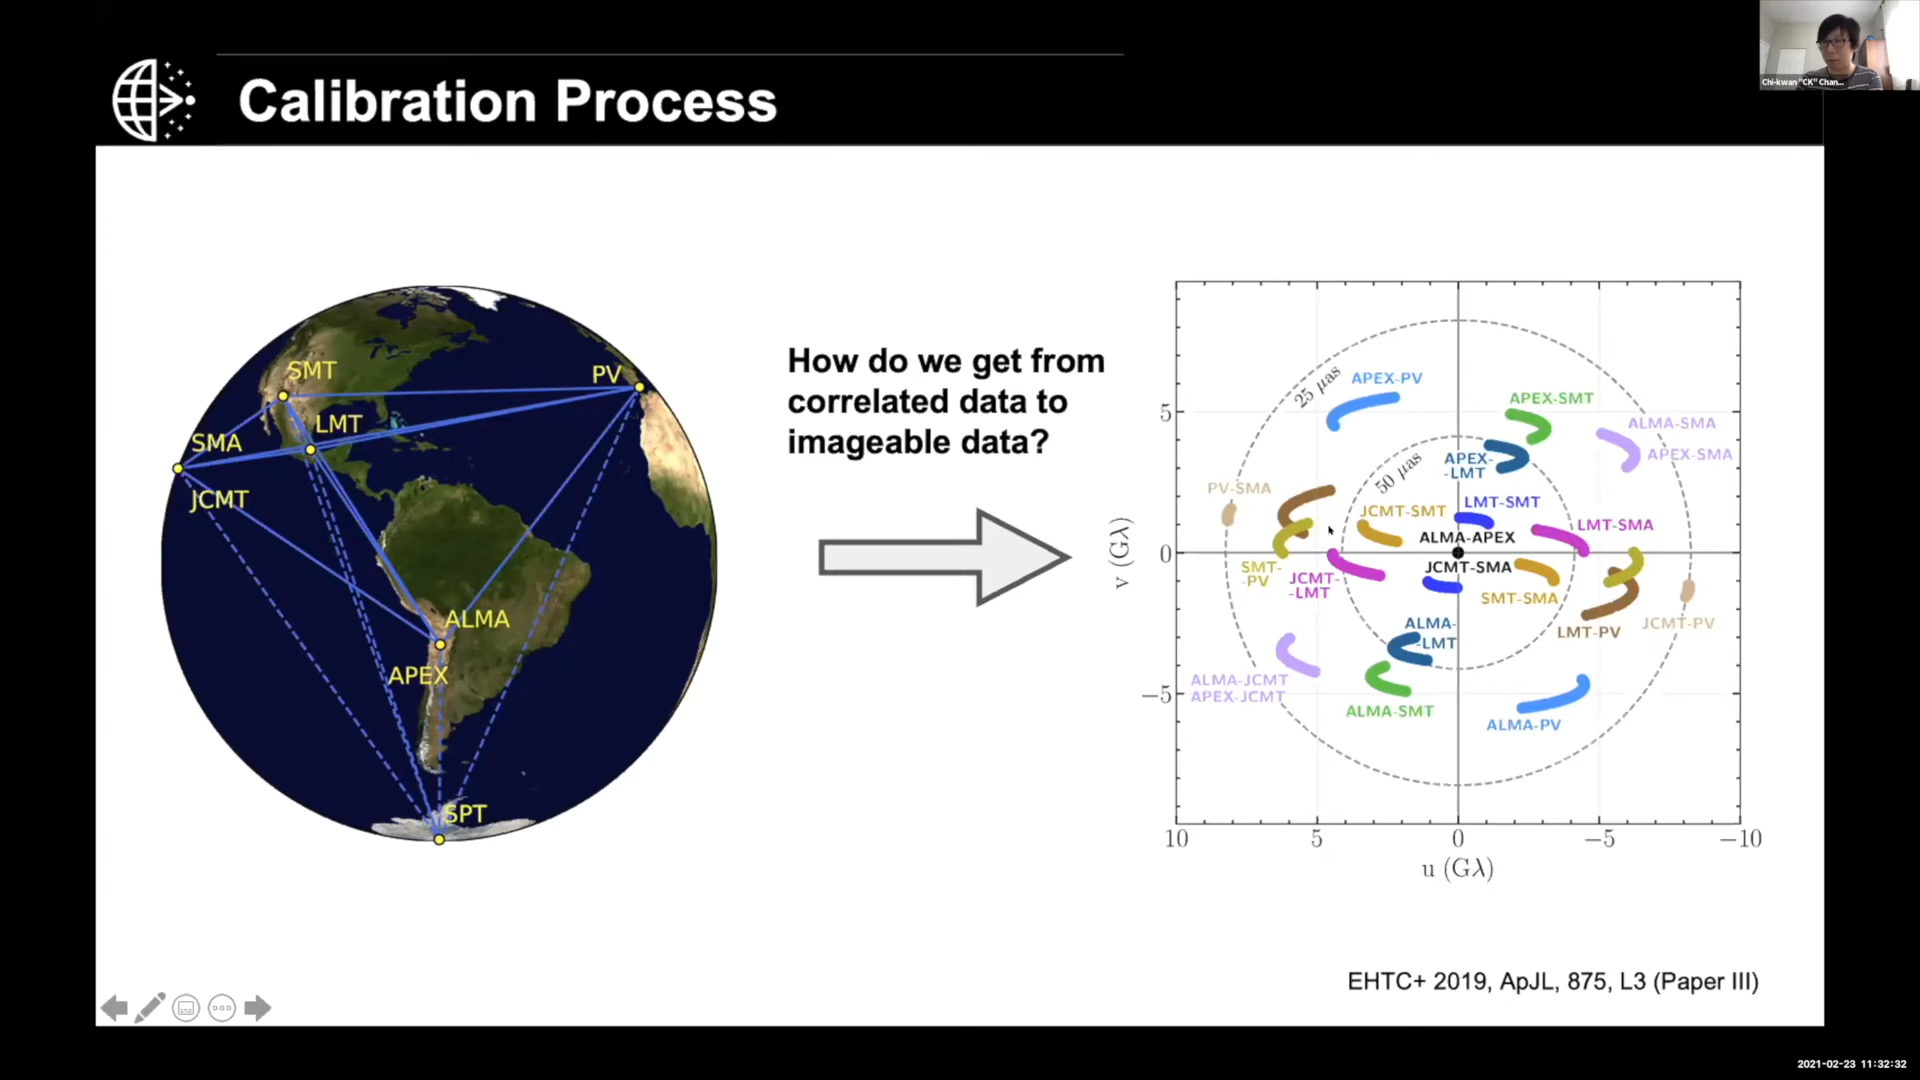 Calibration Process
Chi-kwan "CK" Chan...
SMT
PV
LMT
SMA
JCMT
ALMA
APEX
SPT
How do we get from
correlated data to
imageable data?
25 μas
50 μas
APEX-PV
APEX-SMT
ALMA-SMA
APEX-SMA
APEX-
-LMT
PV-SMA
JCMT-SMT
LMT-SMT
LMT-SMA
ALMA-APEX
JCMT-SMA
SMT-
-PV
JCMT-
-LMT
SMT-SMA
LMT-PV
JCMT-PV
ALMA-
-LMT
ALMA-JCMT
APEX-JCMT
ALMA-SMT
ALMA-PV
5
0
−5
v (Gλ)
10
5
0
−5
−10
u (Gλ)
EHTC+ 2019, ApJL, 875, L3 (Paper III)
2021-02-23 11:32:32